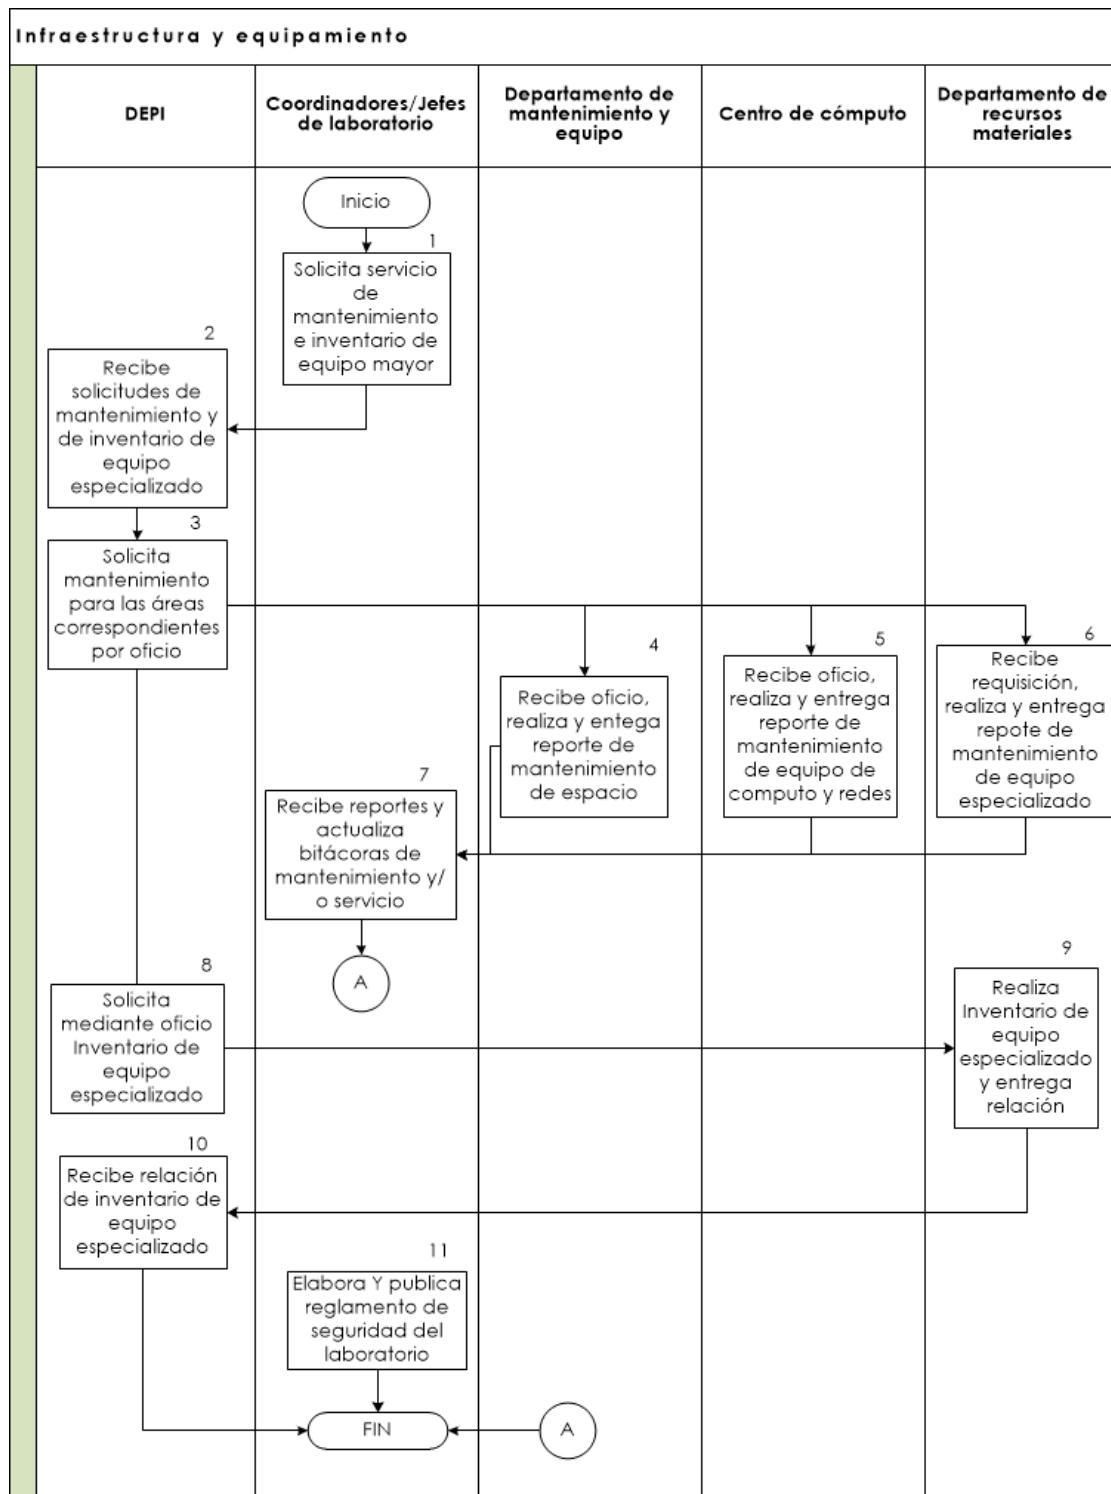 Infraestructura y equipamiento
DEPI
Coordinadores/Jefes
de laboratorio
Departamento de
mantenimiento y
equipo
Centro de cómputo
Departamento de
recursos
materiales
Inicio
1
Solicita servicio
de
mantenimiento
e inventario de
equipo mayor
2
Recibe
solicitudes de
mantenimiento y
de inventario de
equipo
especializado
3
Solicita
mantenimiento
para las áreas
correspondientes
por oficio
4
Recibe oficio,
realiza y entega
reporte de
mantenimiento
de espacio
5
Recibe oficio,
realiza y entrega
reporte de
mantenimiento
de equipo de
computo y redes
6
Recibe
requisición,
realiza y entrega
repote de
mantenimiento
de equipo
especializado
7
Recibe reportes y
actualiza
bitácoras de
mantenimiento y/
o servicio
A
8
Solicita
mediante oficio
Inventario de
equipo
especializado
9
Realiza
Inventario de
equipo
especializado
y entrega
relación
10
Recibe relación
de inventario de
equipo
especializado
11
Elabora Y publica
reglamento de
seguridad del
laboratorio
FIN
A